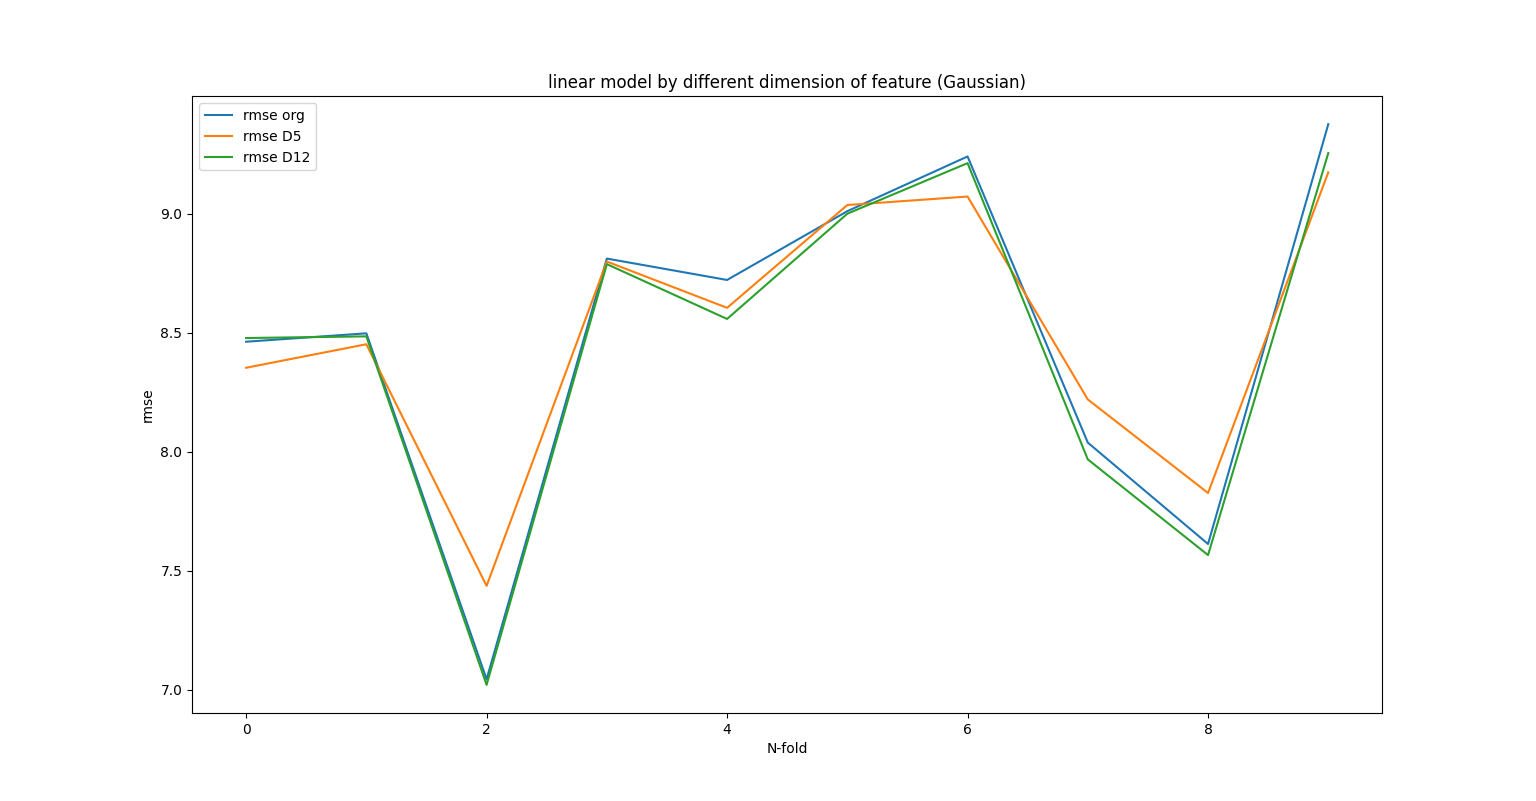 linear model by different dimension of feature (Gaussian)
rmse org
rmse D5
rmse D12
rmse
9.0
8.5
8.0
7.5
7.0
0
2
4
6
8
N-fold